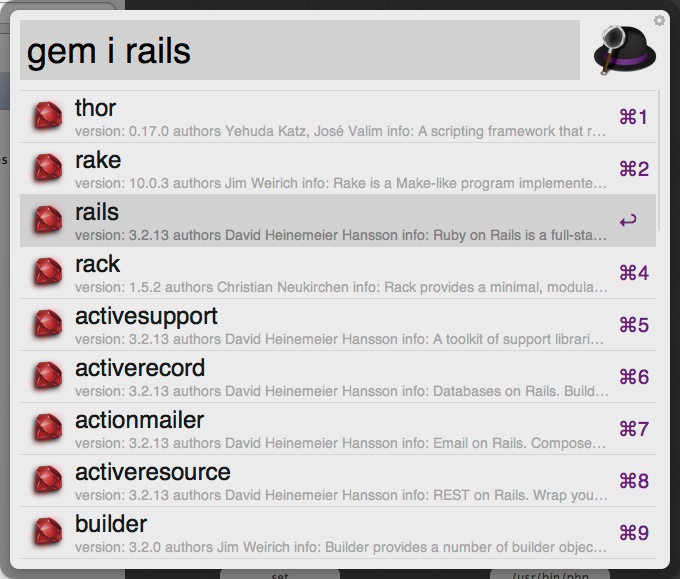 gem i rails
thor
version: 0.17.0 authors Yehuda Katz, José Valim info: A scripting framework that r…
⌘1
rake
version: 10.0.3 authors Jim Weirich info: Rake is a Make-like program implemente…
⌘2
rails
version: 3.2.13 authors David Heinemeier Hansson info: Ruby on Rails is a full-sta…
↩
rack
version: 1.5.2 authors Christian Neukirchen info: Rack provides a minimal, modula…
⌘4
activesupport
version: 3.2.13 authors David Heinemeier Hansson info: A toolkit of support librari…
⌘5
activerecord
version: 3.2.13 authors David Heinemeier Hansson info: Databases on Rails. Build…
⌘6
actionmailer
version: 3.2.13 authors David Heinemeier Hansson info: Email on Rails. Compose…
⌘7
activeresource
version: 3.2.13 authors David Heinemeier Hansson info: REST on Rails. Wrap you…
⌘8
builder
version: 3.2.0 authors Jim Weirich info: Builder provides a number of builder objec…
⌘9
set
/usr/bin/php